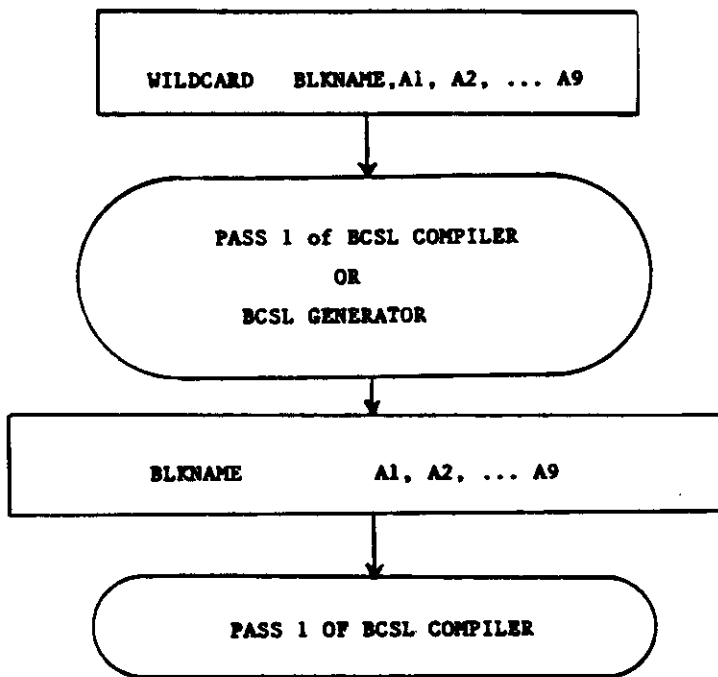 WILDCARD BLKNAME,A1, A2, ... A9
PASS 1 of BCSL COMPILER
OR
BCSL GENERATOR
BLKNAME A1, A2, ... A9
PASS 1 OF BCSL COMPILER